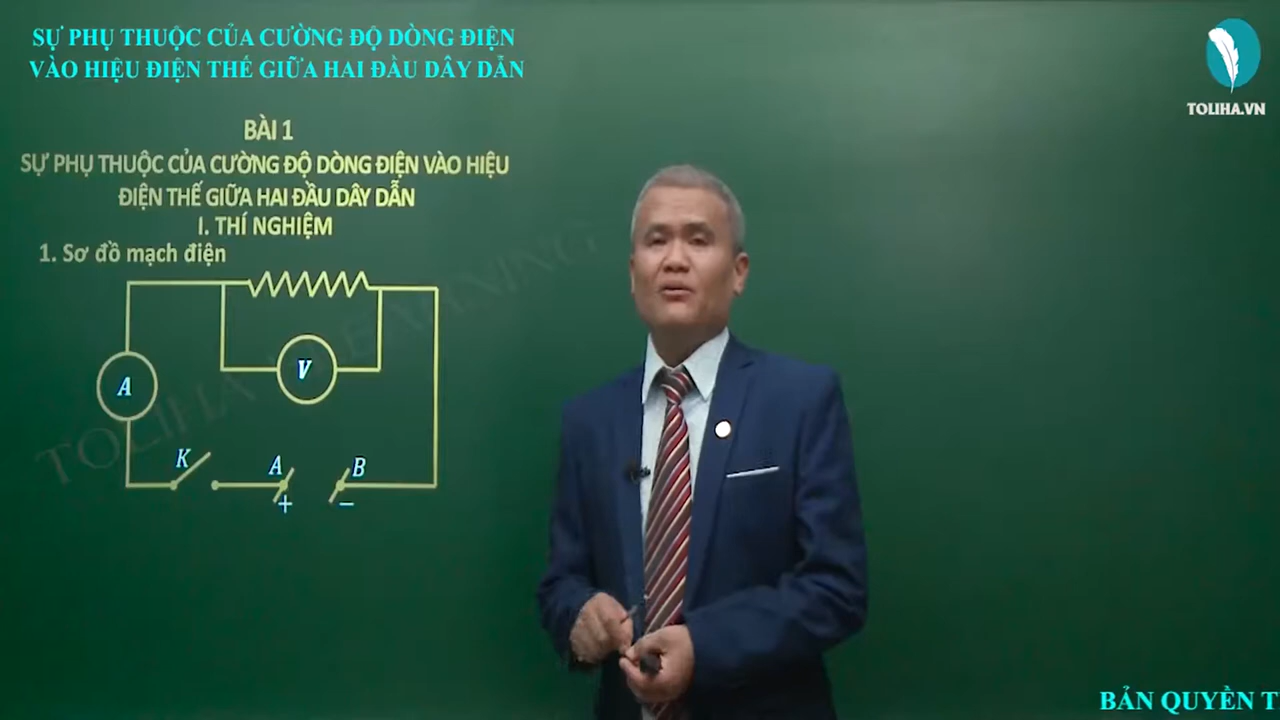 SỰ PHỤ THUỘC CỦA CƯỜNG ĐỘ DÒNG ĐIỆN
VÀO HIỆU ĐIỆN THẾ GIỮA HAI ĐẦU DÂY DẪN
TOLIHA.VN
BÀI 1
SỰ PHỤ THUỘC CỦA CƯỜNG ĐỘ DÒNG ĐIỆN VÀO HIỆU
ĐIỆN THẾ GIỮA HAI ĐẦU DÂY DẪN
I. THÍ NGHIỆM
1. Sơ đồ mạch điện
A
V
K
A
B
+
−
BẢN QUYỀN T